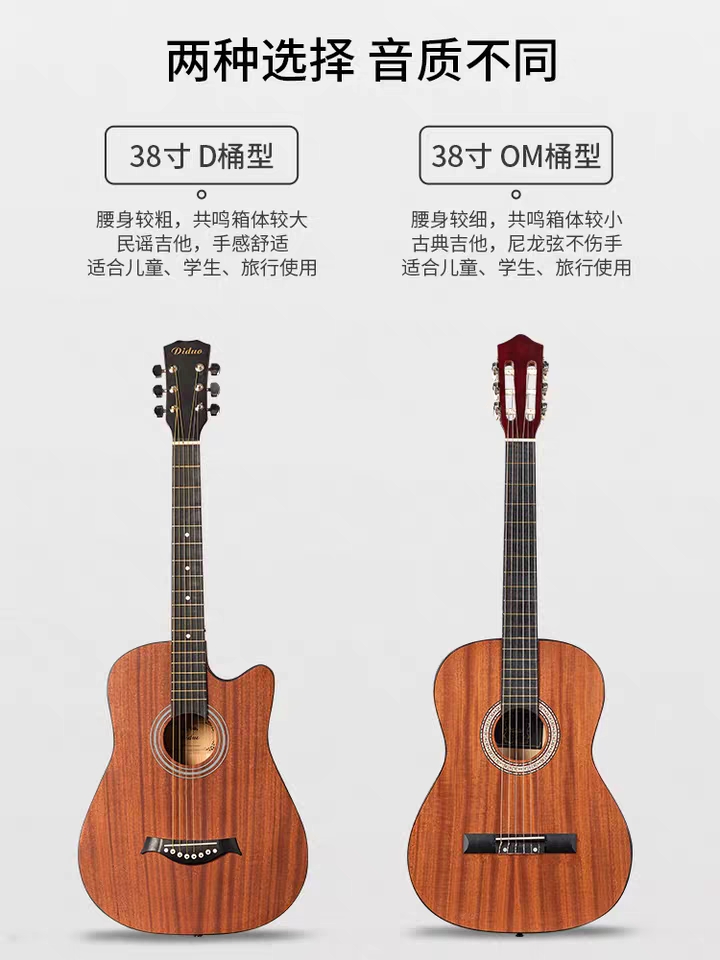 两种选择 音质不同
38寸 D桶型
腰身较粗，共鸣箱体较大
民谣吉他，手感舒适
适合儿童、学生、旅行使用
38寸 OM桶型
腰身较细，共鸣箱体较小
古典吉他，尼龙弦不伤手
适合儿童、学生、旅行使用
Diduo